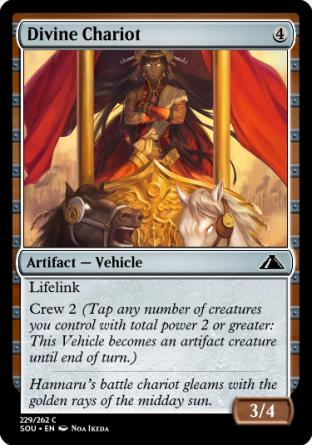 Divine Chariot 4
Artifact — Vehicle
Lifelink
Crew 2 (Tap any number of creatures
you control with total power 2 or greater:
This Vehicle becomes an artifact creature
until end of turn.)
Hannaru's battle chariot gleams with the
golden rays of the midday sun.
3/4
229/262 C
SOU • EN Noa Ikeda